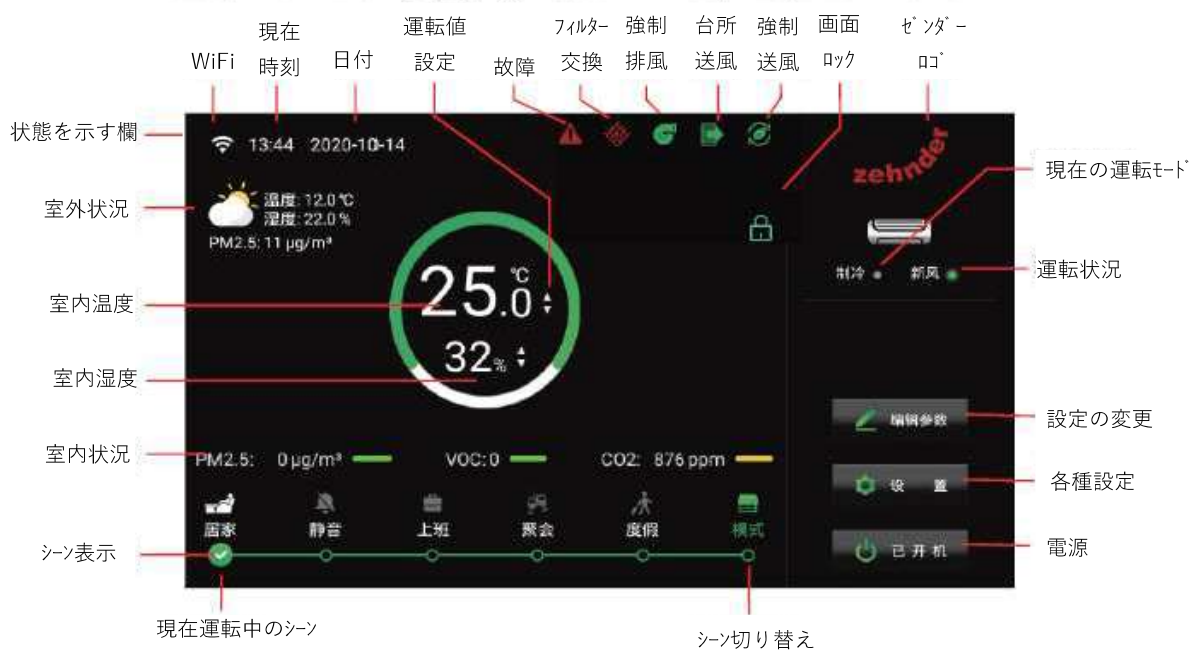 WiFi
現在
時刻
日付
運転値
設定
故障
ﾌｨﾙﾀｰ
交換
強制
排風
台所
送風
強制
送風
画面
ﾛｯｸ
ｾﾞﾝﾀﾞｰ
ﾛｺﾞ
状態を示す欄
13:44 2020-10-14
zehnder
現在の運転ﾓｰﾄﾞ
室外状況
温度: 12.0℃
湿度: 22.0%
PM2.5: 11 μg/m³
制冷
新风
運転状況
室内温度
25.0 ℃
32%
室内湿度
编辑参数
設定の変更
室内状況
PM2.5: 0 μg/m³
VOC: 0
CO2: 876 ppm
设 置
各種設定
居家
静音
上班
聚会
度假
模式
ｼｰﾝ表示
已开机
電源
現在運転中のｼｰﾝ
ｼｰﾝ切り替え